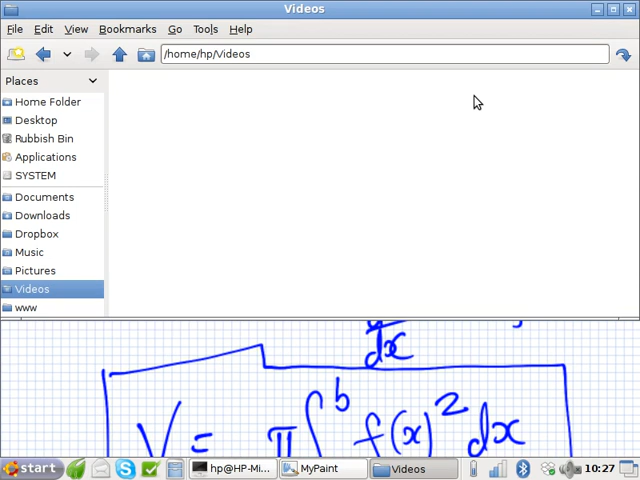 Videos
File Edit View Bookmarks Go Tools Help
/home/hp/Videos
Places
Home Folder
Desktop
Rubbish Bin
Applications
SYSTEM
Documents
Downloads
Dropbox
Music
Pictures
Videos
www
dx
V = π∫ᵇ f(x)² dx
start hp@HP-Mi... MyPaint Videos 10:27